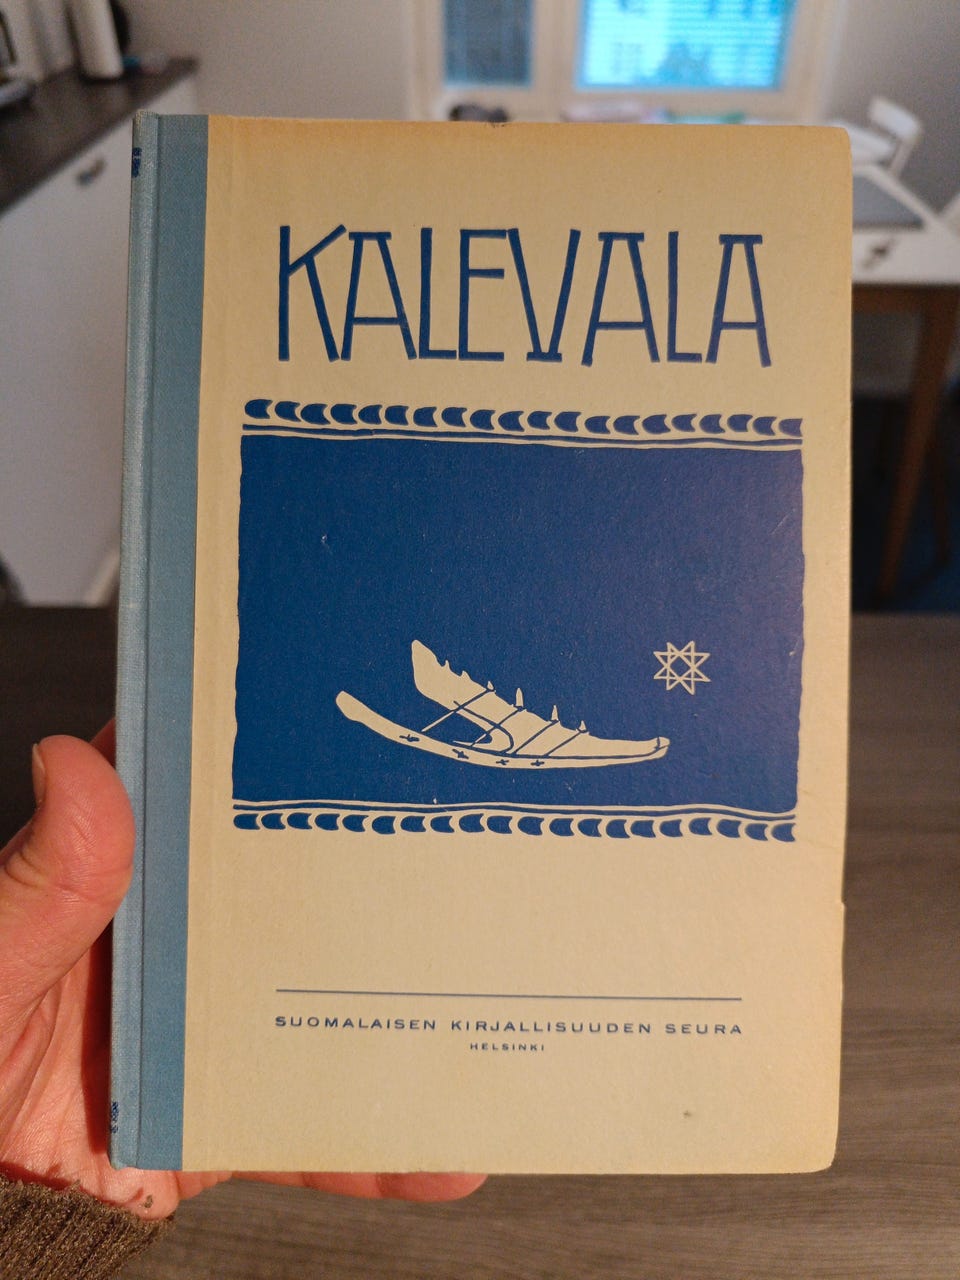 KALEVALA
SUOMALAISEN KIRJALLISUUDEN SEURA
HELSINKI